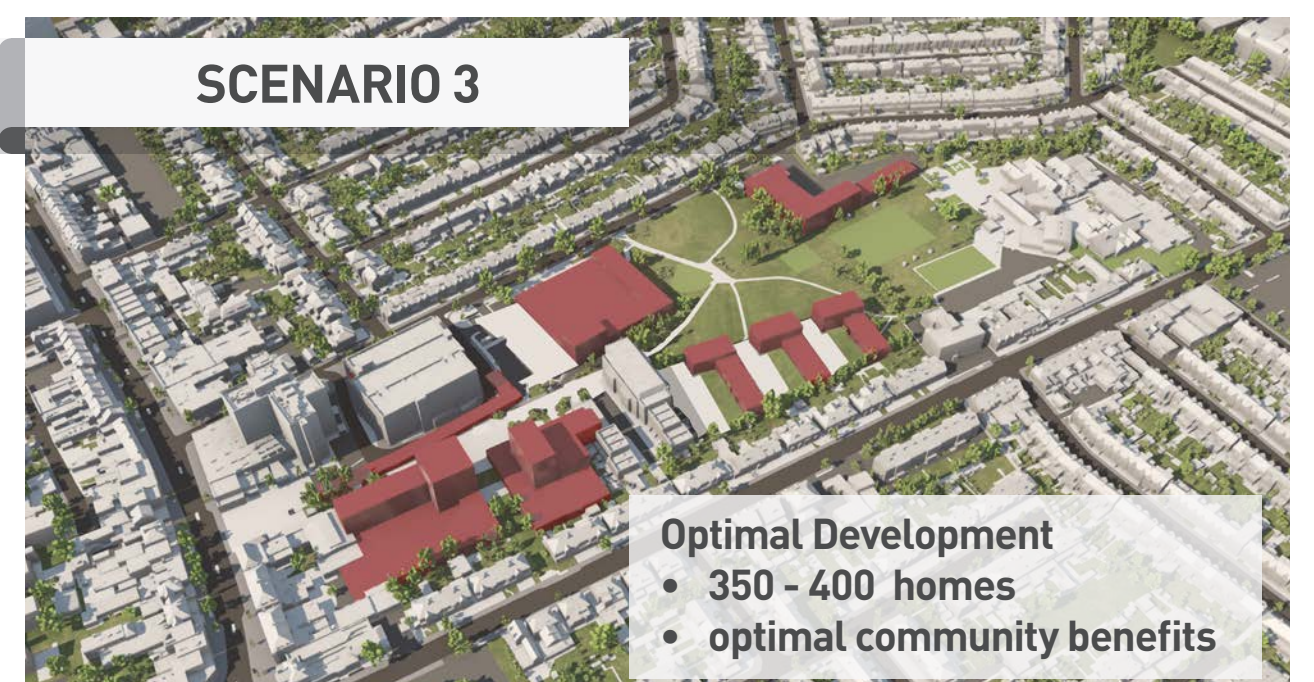 SCENARIO 3
Optimal Development
• 350 - 400 homes
• optimal community benefits